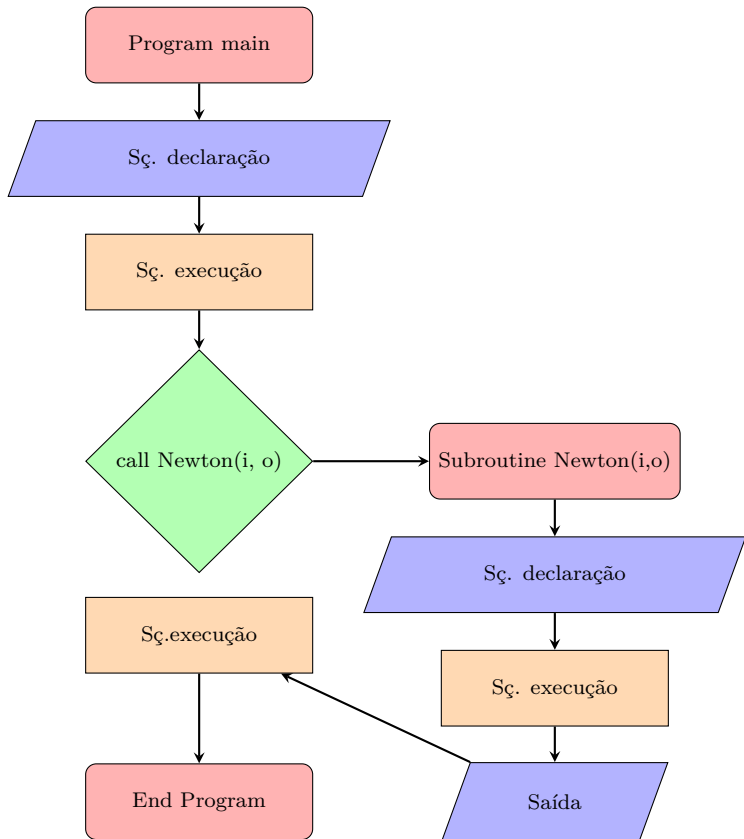 Program main
Sç. declaração
Sç. execução
call Newton(i, o)
Subroutine Newton(i,o)
Sç. declaração
Sç. execução
Saída
Sç.execução
End Program